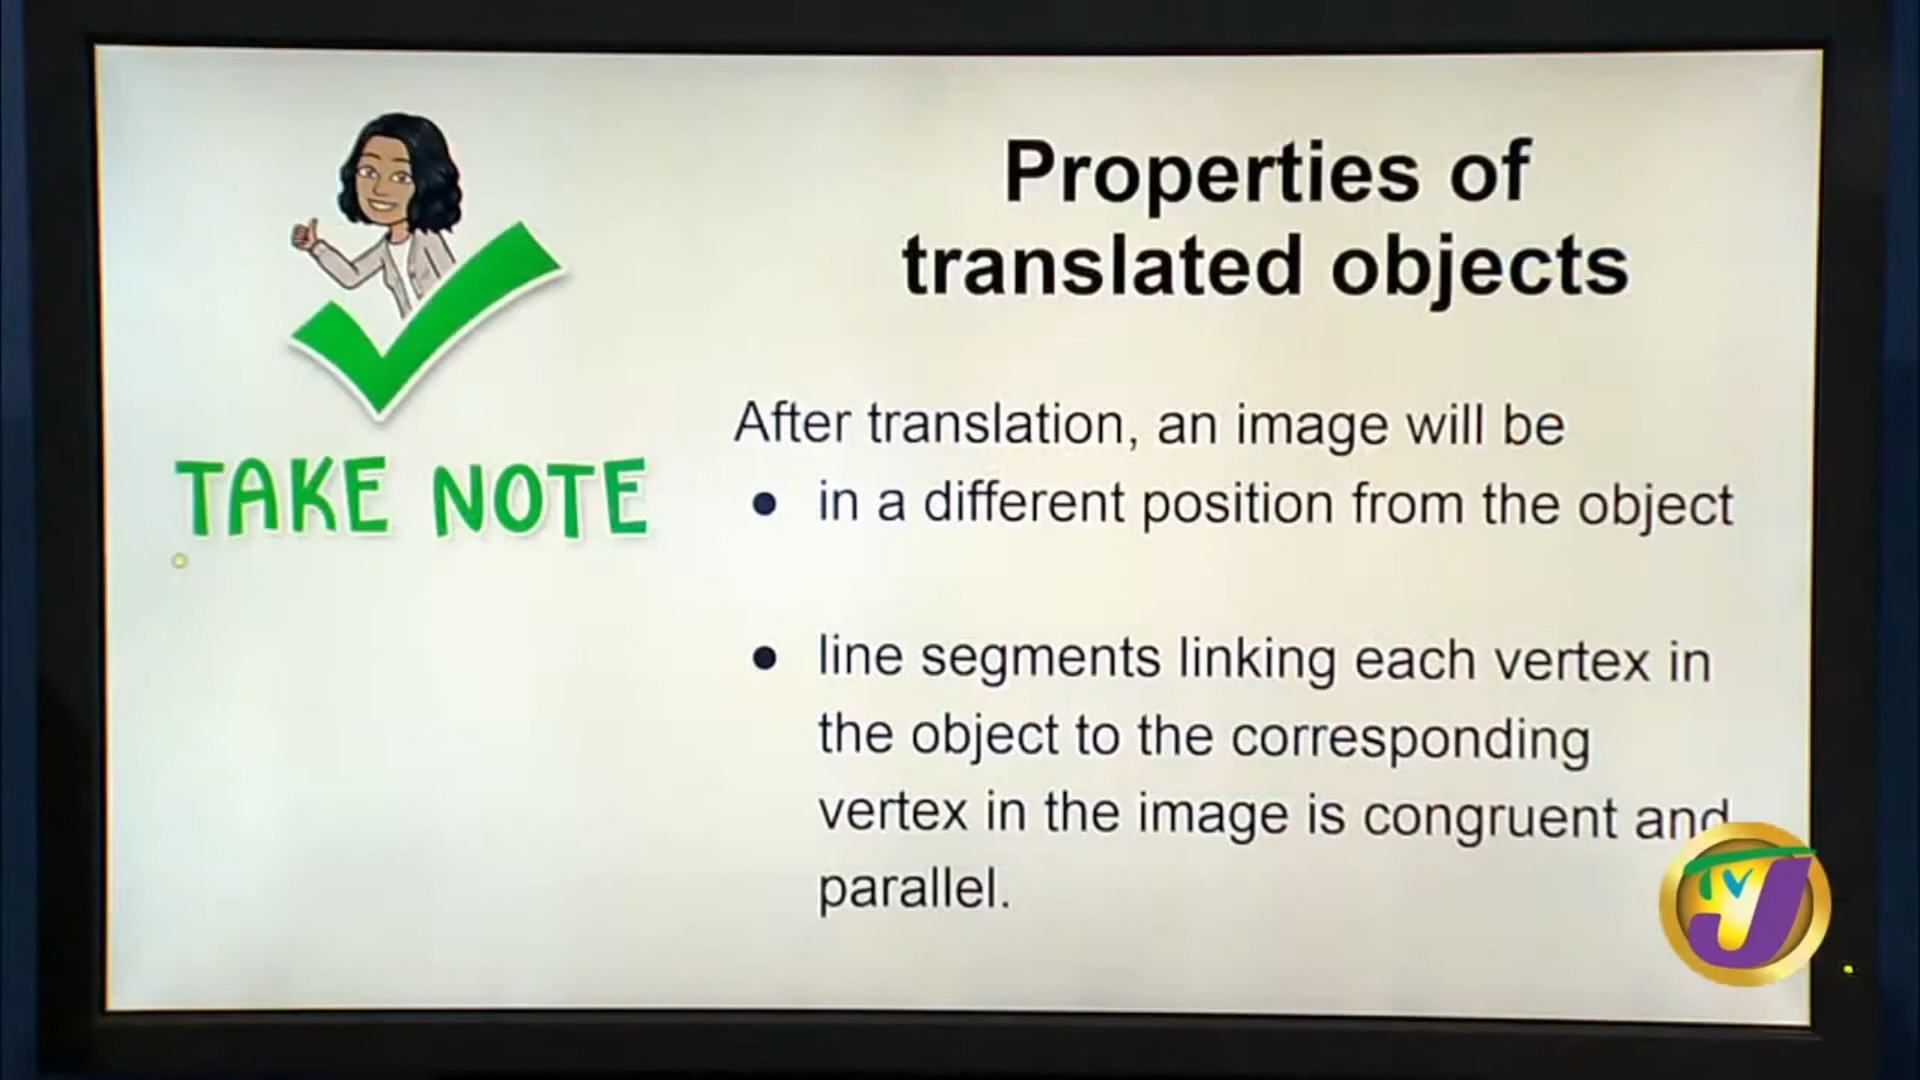 Properties of
translated objects
TAKE NOTE
After translation, an image will be
● in a different position from the object
● line segments linking each vertex in
the object to the corresponding
vertex in the image is congruent and
parallel.
TVJ